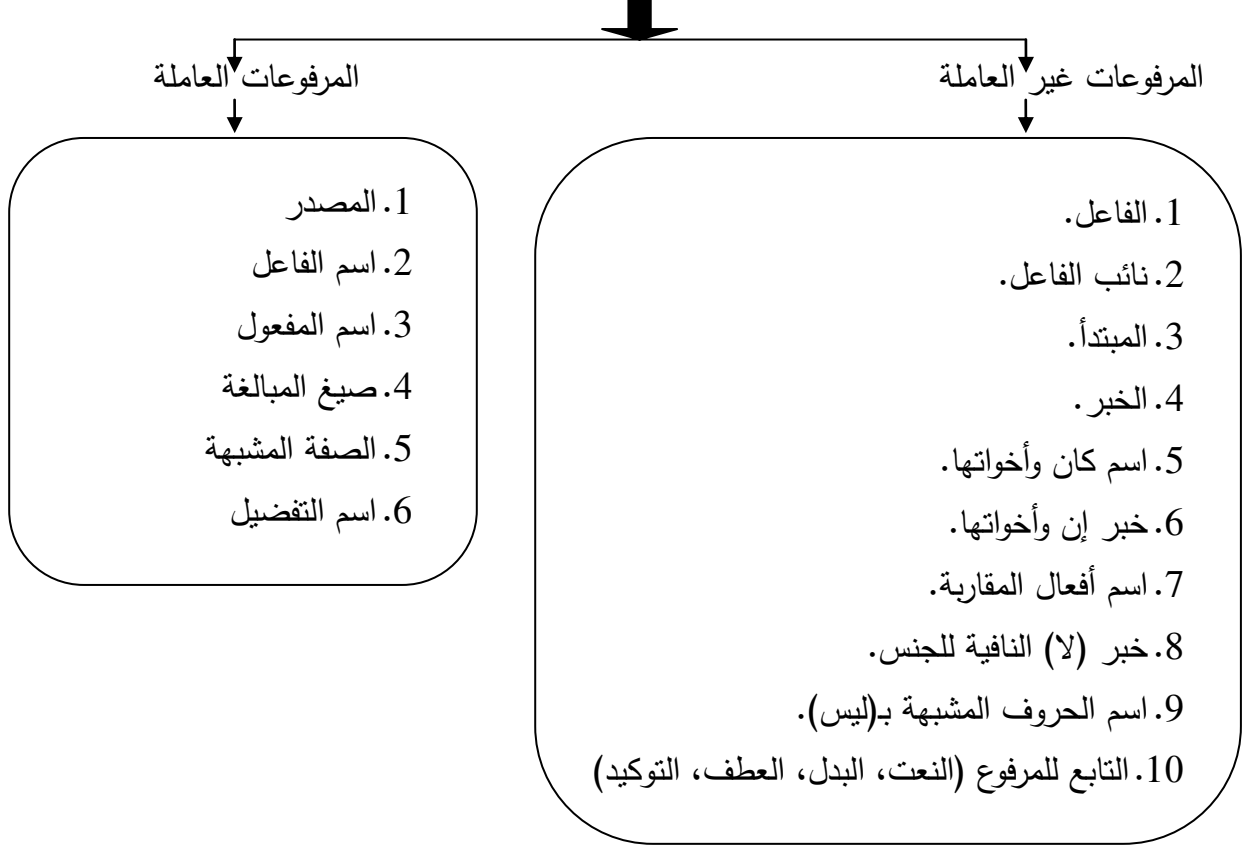 المرفوعات غير العاملة
1. الفاعل.
2. نائب الفاعل.
3. المبتدأ.
4. الخبر.
5. اسم كان وأخواتها.
6. خبر إن وأخواتها.
7. اسم أفعال المقاربة.
8. خبر (لا) النافية للجنس.
9. اسم الحروف المشبهة بـ(ليس).
10. التابع للمرفوع (النعت، البدل، العطف، التوكيد)
المرفوعات العاملة
1. المصدر
2. اسم الفاعل
3. اسم المفعول
4. صيغ المبالغة
5. الصفة المشبهة
6. اسم التفضيل